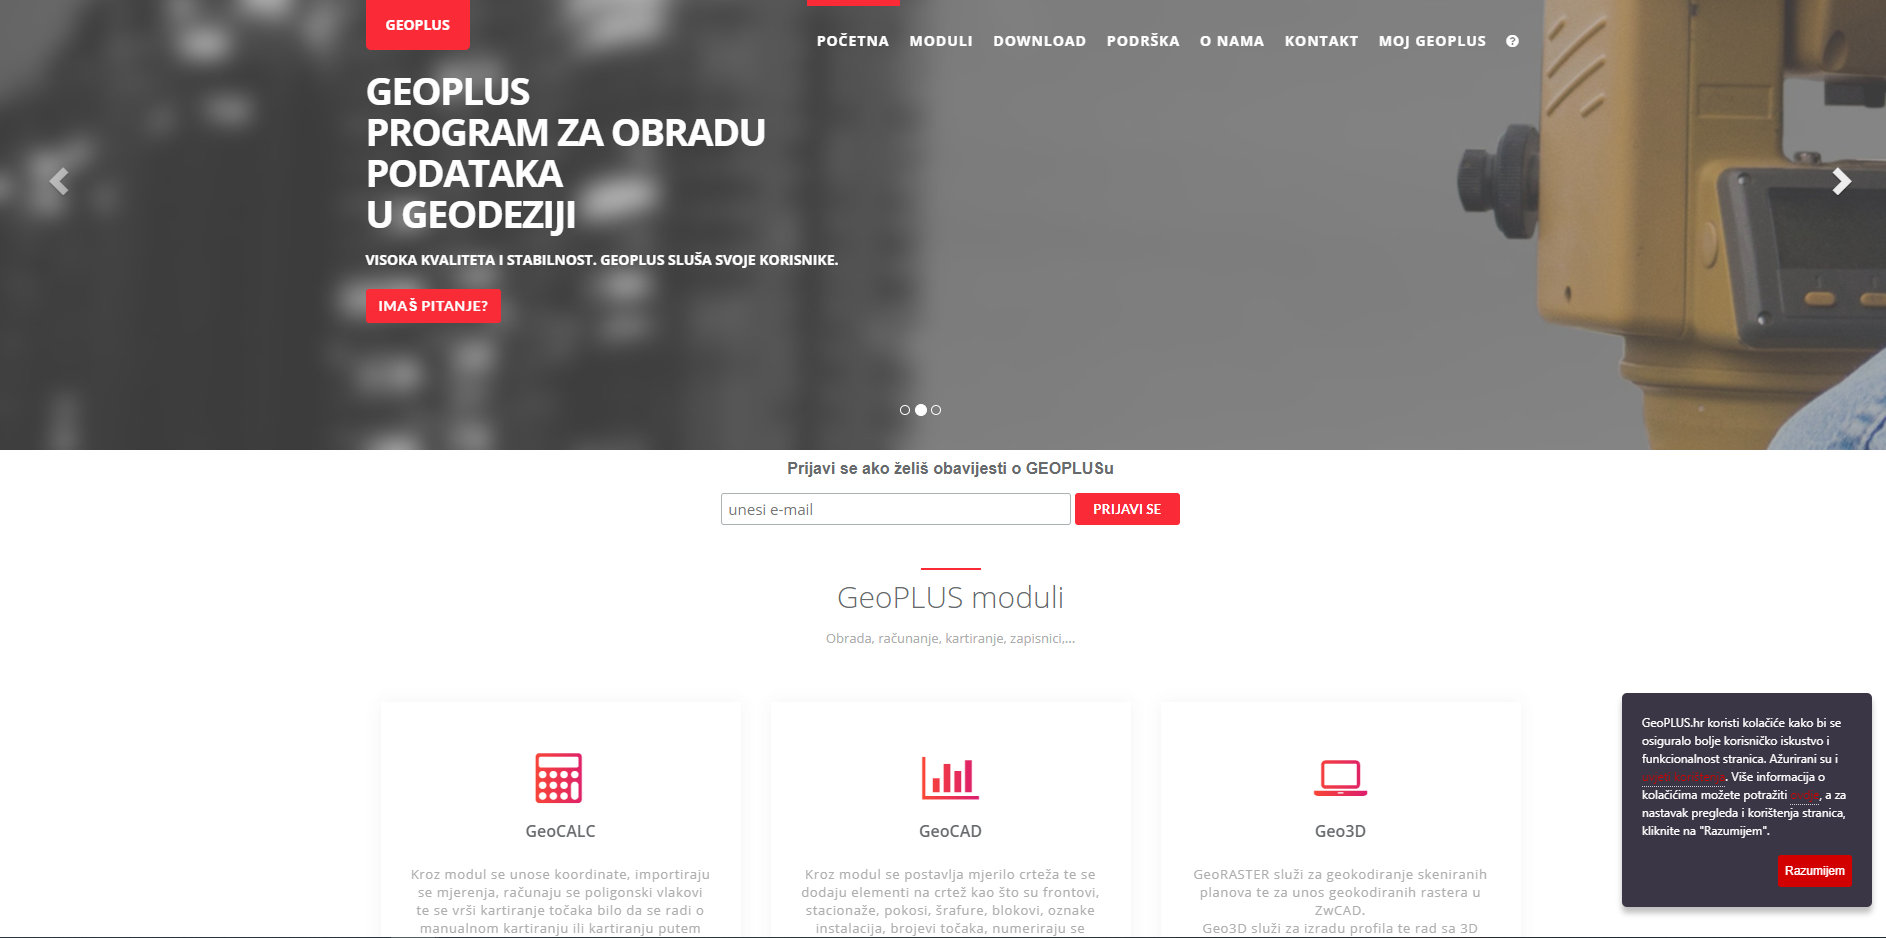 GEOPLUS
POČETNA MODULI DOWNLOAD PODRŠKA O NAMA KONTAKT MOJ GEOPLUS
GEOPLUS
PROGRAM ZA OBRADU
PODATAKA
U GEODEZIJI
VISOKA KVALITETA I STABILNOST. GEOPLUS SLUŠA SVOJE KORISNIKE.
IMAŠ PITANJE?
Prijavi se ako želiš obavijesti o GEOPLUSu
unesi e-mail
PRIJAVI SE
GeoPLUS moduli
Obrada, računanje, kartiranje, zapisnici,...
GeoCALC
Kroz modul se unose koordinate, importiraju
se mjerenja, računaju se poligonski vlakovi
te se vrši kartiranje točaka bilo da se radi o
manualnom kartiranju ili kartiranju putem
GeoCAD
Kroz modul se postavlja mjerilo crteža te se
dodaju elementi na crtež kao što su frontovi,
stacionaže, pokosi, šrafure, blokovi, oznake
instalacija, brojevi točaka, numeriraju se
Geo3D
GeoRASTER služi za geokodiranje skeniranih
planova te za unos geokodiranih rastera u
ZwCAD.
Geo3D služi za izradu profila te rad sa 3D
GeoPLUS.hr koristi kolačiće kako bi se
osiguralo bolje korisničko iskustvo i
funkcionalnost stranica. Ažurirani su i
. Više informacija o
kolačićima možete potražiti , a za
nastavak pregleda i korištenja stranica,
kliknite na "Razumijem".
Razumijem